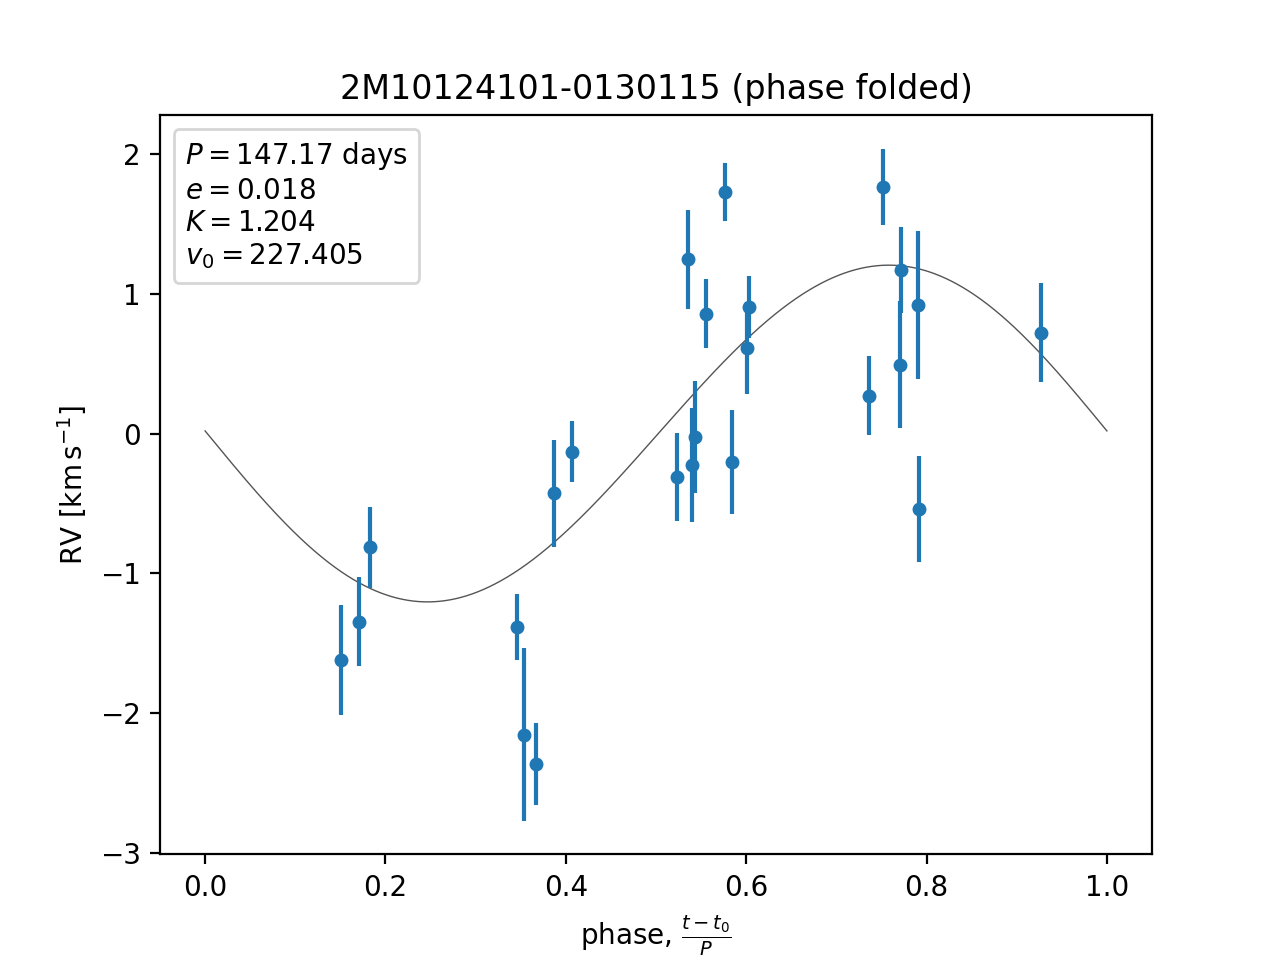 2M10124101-0130115 (phase folded)
P = 147.17 days
e = 0.018
K = 1.204
v₀ = 227.405
2
1
0
−1
−2
−3
RV [km s⁻¹]
0.0 0.2 0.4 0.6 0.8 1.0
phase, (t − t₀)/P